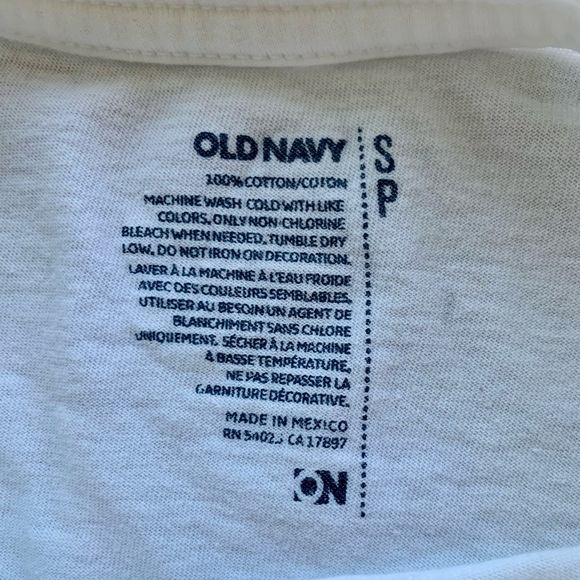 OLD NAVY
S
P
100% COTTON/COTON
MACHINE WASH COLD WITH LIKE
COLORS. ONLY NON-CHLORINE
BLEACH WHEN NEEDED. TUMBLE DRY
LOW. DO NOT IRON ON DECORATION.
LAVER À LA MACHINE À L'EAU FROIDE
AVEC DES COULEURS SEMBLABLES.
UTILISER AU BESOIN UN AGENT DE
BLANCHIMENT SANS CHLORE
UNIQUEMENT. SÉCHER À LA MACHINE
À BASSE TEMPÉRATURE.
NE PAS REPASSER LA
GARNITURE DÉCORATIVE.
MADE IN MEXICO
RN CA 17897
ON